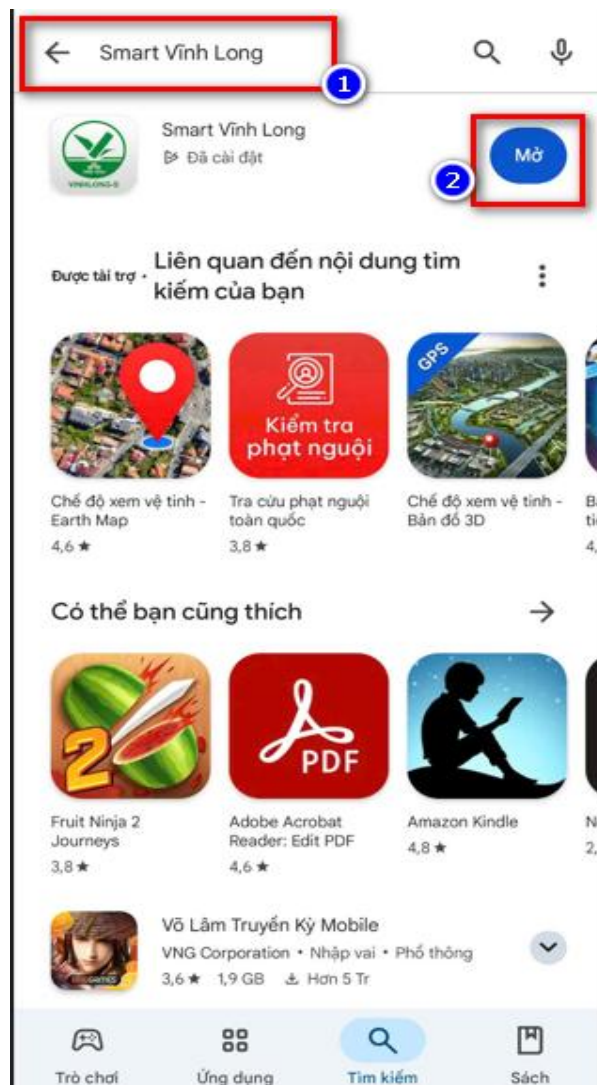 Smart Vĩnh Long
1
VINHLONG-D
Smart Vĩnh Long
Đã cài đặt
Mở
2
Được tài trợ •
Liên quan đến nội dung tìm
kiếm của bạn
GPS
Kiểm tra
phạt nguội
Chế độ xem vệ tinh -
Earth Map
4,6 ★
Tra cứu phạt nguội
toàn quốc
3,8 ★
Chế độ xem vệ tinh -
Bản đồ 3D
Có thể bạn cũng thích
2
PDF
Fruit Ninja 2
Journeys
3,8 ★
Adobe Acrobat
Reader: Edit PDF
4,6 ★
Amazon Kindle
4,8 ★
Võ Lâm Truyền Kỳ Mobile
VNG Corporation • Nhập vai • Phổ thông
3,6 ★ 1,9 GB Hơn 5 Tr
Trò chơi
Ứng dụng
Tìm kiếm
Sách